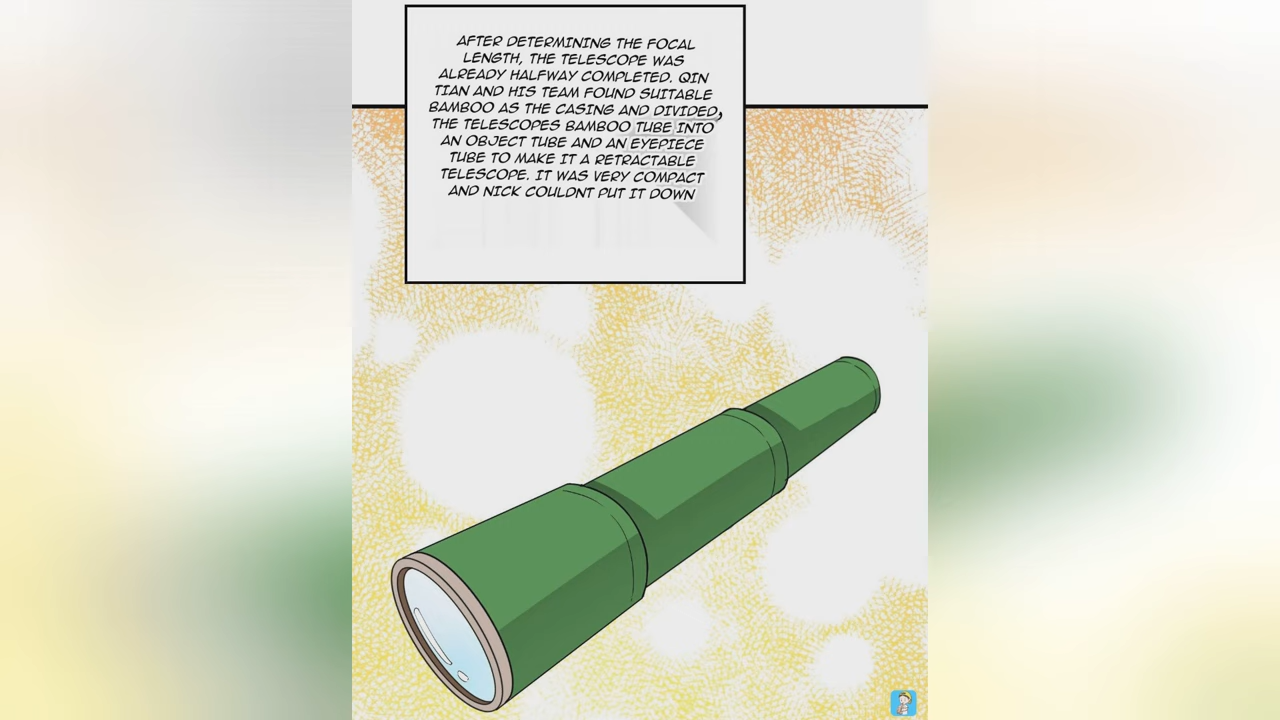 AFTER DETERMINING THE FOCAL
LENGTH, THE TELESCOPE WAS
ALREADY HALFWAY COMPLETED. QIN
TIAN AND HIS TEAM FOUND SUITABLE
BAMBOO AS THE CASING AND DIVIDED,
THE TELESCOPES BAMBOO TUBE INTO
AN OBJECT TUBE AND AN EYEPIECE
TUBE TO MAKE IT A RETRACTABLE
TELESCOPE. IT WAS VERY COMPACT
AND NICK COULDNT PUT IT DOWN